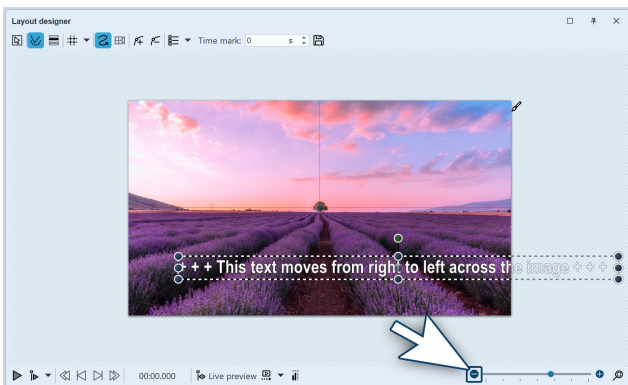 Layout designer
Time mark: 0 s
+ + + This text moves from right to left across the image + + +
00:00.000 Live preview